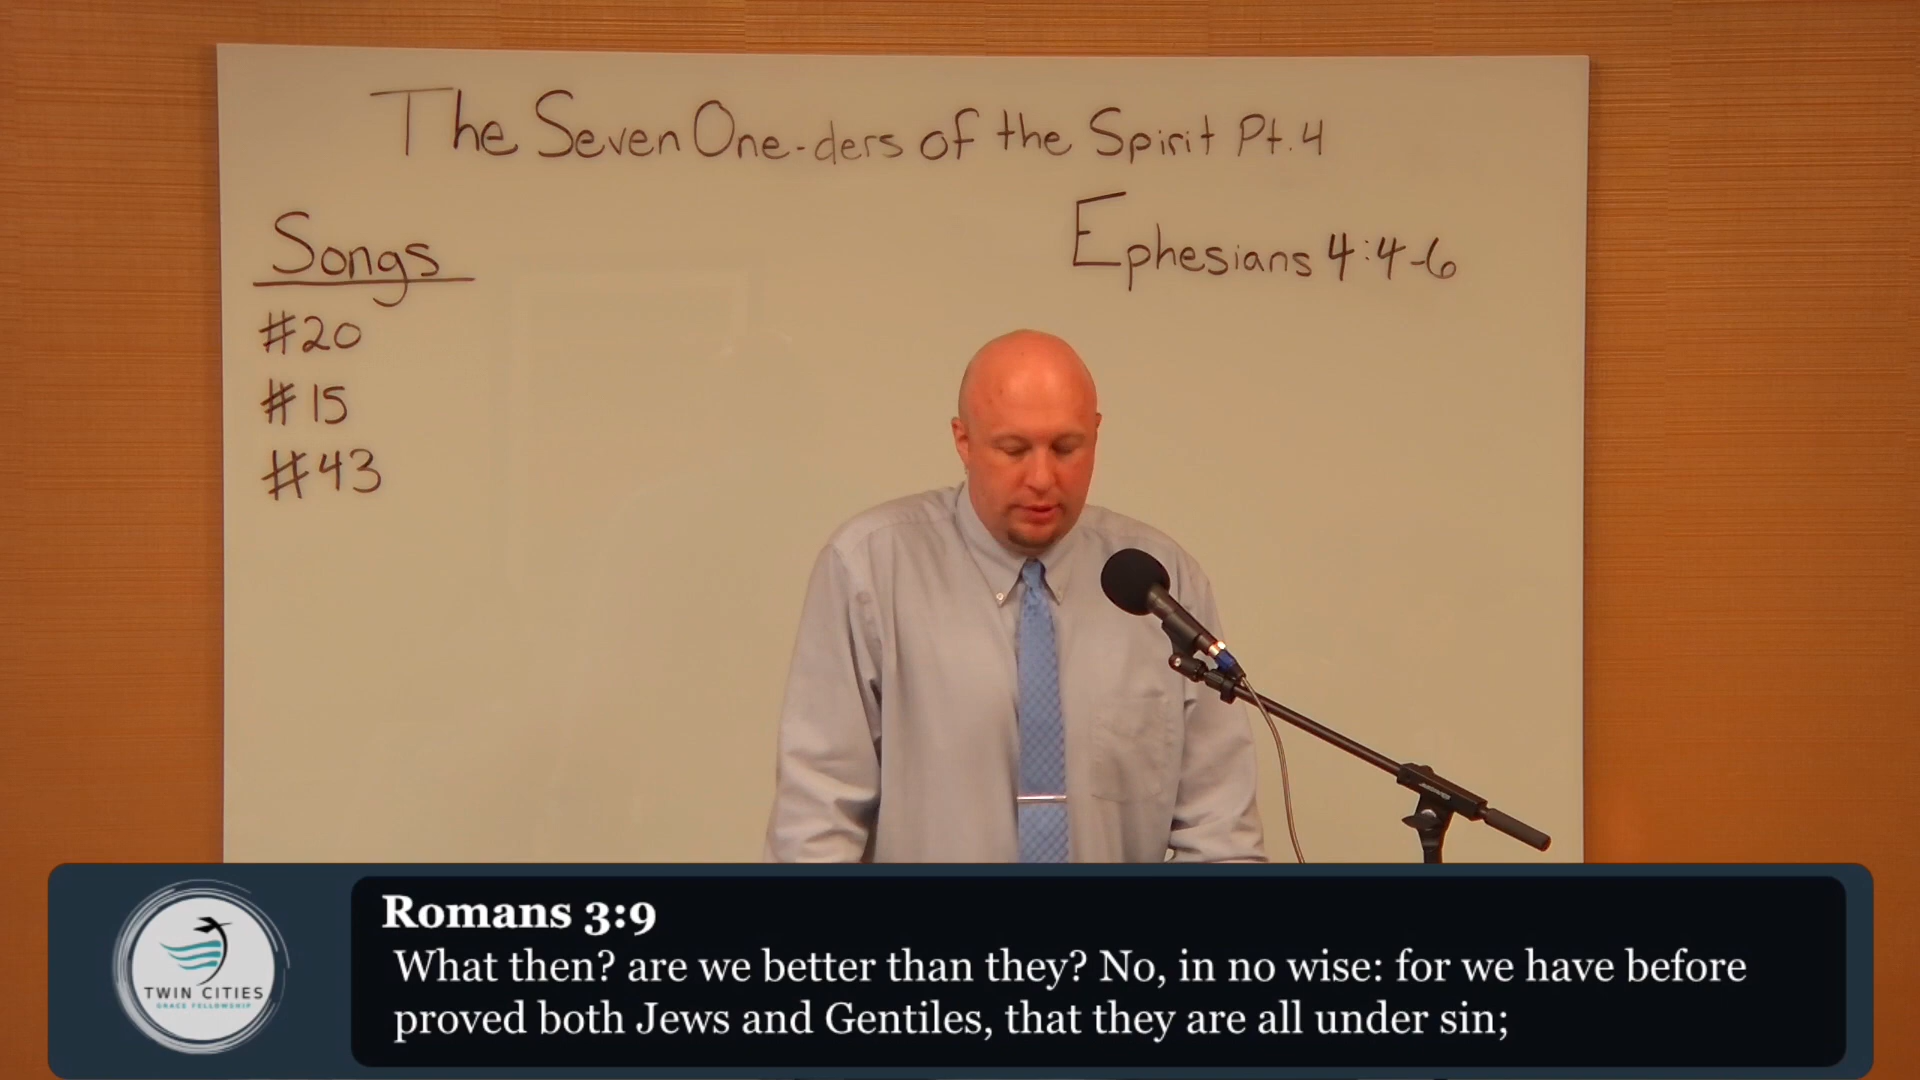 The Seven One-ders of the Spirit Pt.4
Ephesians 4:4-6
Songs
#20
#15
#43
Romans 3:9
What then? are we better than they? No, in no wise: for we have before
proved both Jews and Gentiles, that they are all under sin;
TWIN CITIES
GRACE FELLOWSHIP